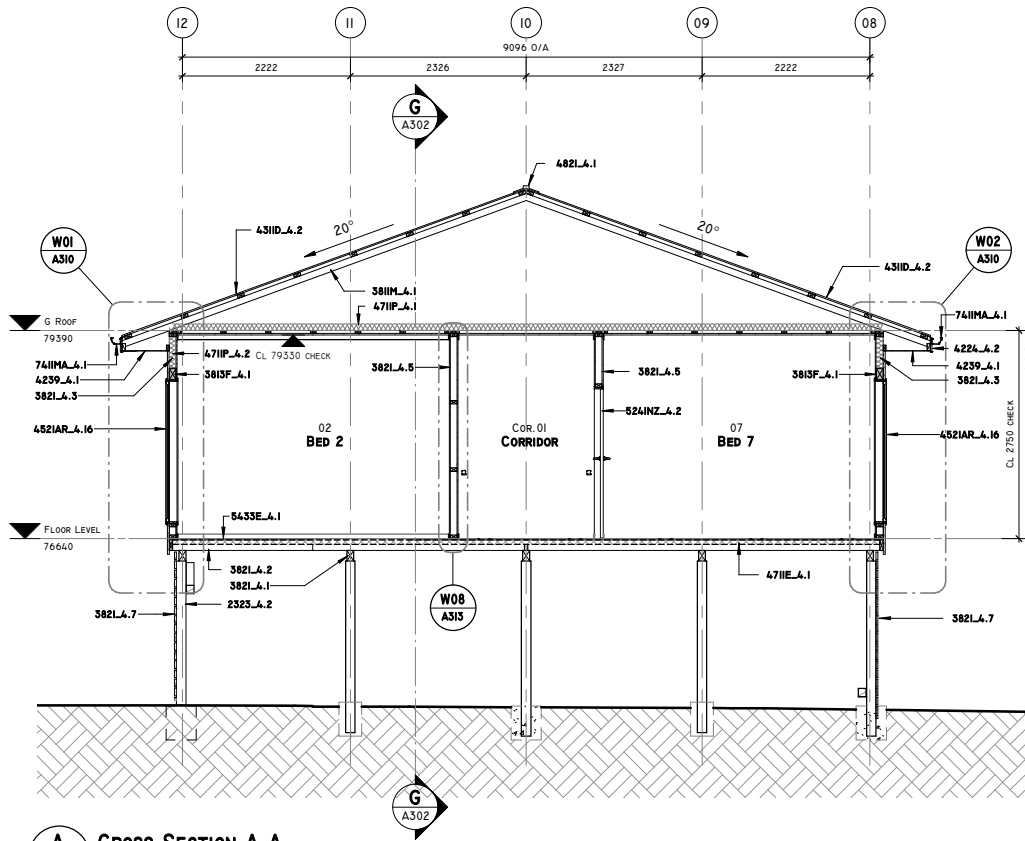 12 11 10 09 08
9096 O/A
2222 2326 2327 2222
G
A302
4821_4.1
20° 20°
4311D_4.2
W01
A310
W02
A310
4311D_4.2
3811M_4.1
4711P_4.1
7411MA_4.1
G Roof
79390
CL 79330 CHECK
4711P_4.2
7411MA_4.1
4239_4.1
3821_4.3
3813F_4.1
3821_4.5
3821_4.5
3813F_4.1
4224_4.2
4239_4.1
3821_4.3
5241NZ_4.2
4521AR_4.16
02
BED 2
COR.01
CORRIDOR
07
BED 7
4521AR_4.16
CL 2750 CHECK
5433E_4.1
FLOOR LEVEL
76640
3821_4.2
3821_4.1
2323_4.2
3821_4.7
4711E_4.1
W08
A313
3821_4.7
G
A302
A CROSS SECTION A-A